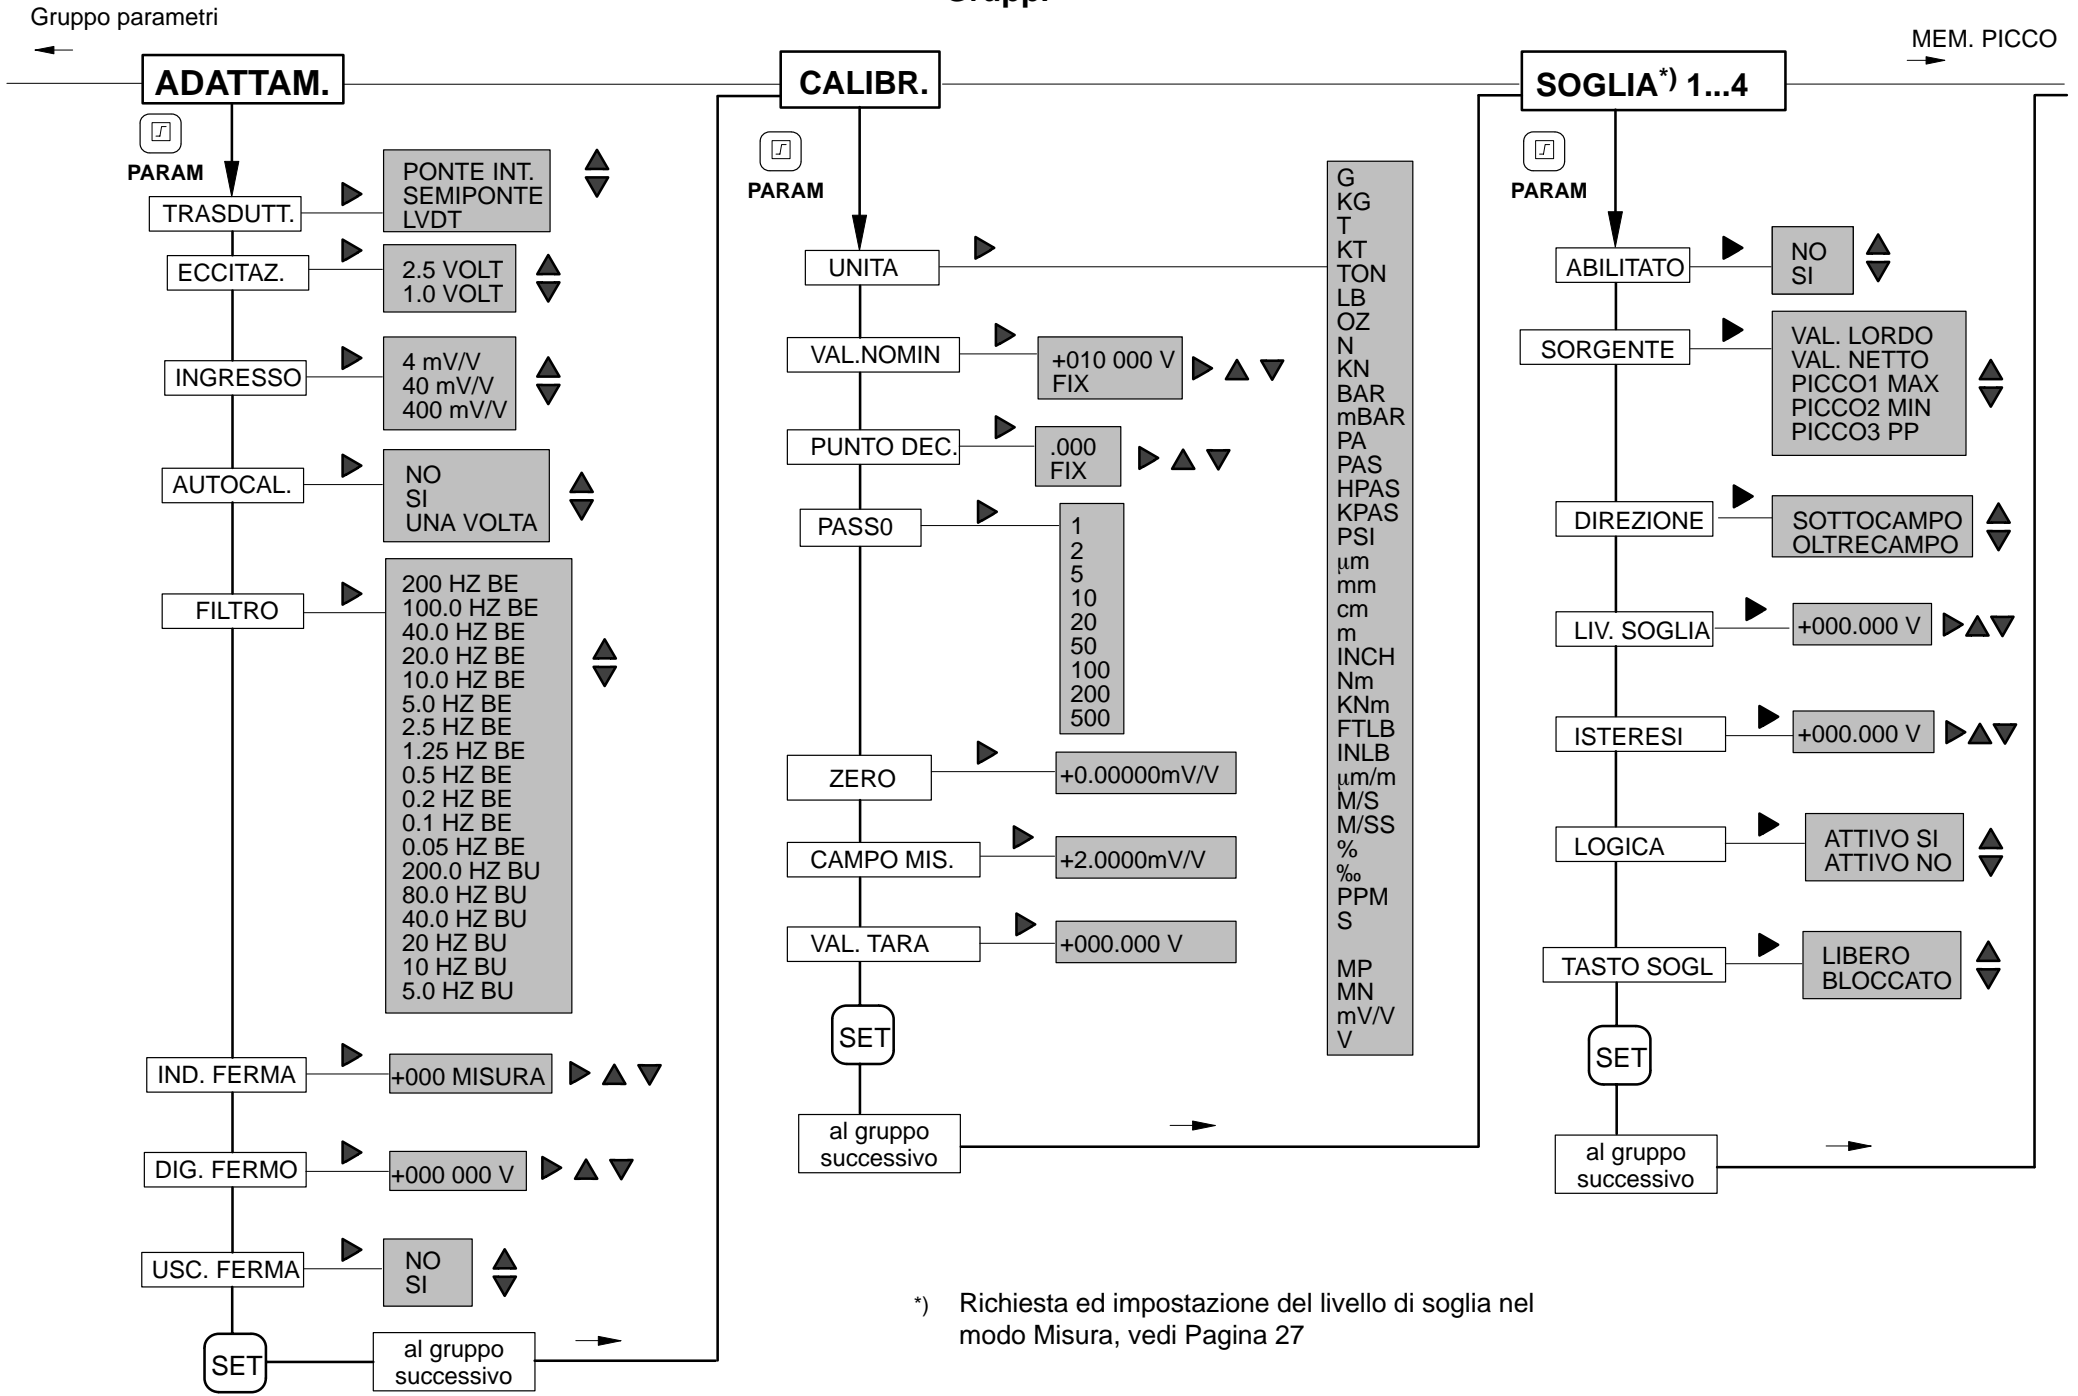 Gruppo parametri
MEM. PICCO
ADATTAM.
PARAM
TRASDUTT.
PONTE INT.
SEMIPONTE
LVDT
ECCITAZ.
2.5 VOLT
1.0 VOLT
INGRESSO
4 mV/V
40 mV/V
400 mV/V
AUTOCAL.
NO
SI
UNA VOLTA
FILTRO
200 HZ BE
100.0 HZ BE
40.0 HZ BE
20.0 HZ BE
10.0 HZ BE
5.0 HZ BE
2.5 HZ BE
1.25 HZ BE
0.5 HZ BE
0.2 HZ BE
0.1 HZ BE
0.05 HZ BE
200.0 HZ BU
80.0 HZ BU
40.0 HZ BU
20 HZ BU
10 HZ BU
5.0 HZ BU
IND. FERMA
+000 MISURA
DIG. FERMO
+000 000 V
USC. FERMA
NO
SI
SET
al gruppo
successivo
CALIBR.
PARAM
UNITA
G
KG
T
KT
TON
LB
OZ
N
KN
BAR
mBAR
PA
PAS
HPAS
KPAS
PSI
µm
mm
cm
m
INCH
Nm
KNm
FTLB
INLB
µm/m
M/S
M/SS
%
‰
PPM
S
MP
MN
mV/V
V
VAL.NOMIN
+010 000 V
FIX
PUNTO DEC.
.000
FIX
PASS0
1
2
5
10
20
50
100
200
500
ZERO
+0.00000mV/V
CAMPO MIS.
+2.0000mV/V
VAL. TARA
+000.000 V
SET
al gruppo
successivo
SOGLIA*) 1...4
PARAM
ABILITATO
NO
SI
SORGENTE
VAL. LORDO
VAL. NETTO
PICCO1 MAX
PICCO2 MIN
PICCO3 PP
DIREZIONE
SOTTOCAMPO
OLTRECAMPO
LIV. SOGLIA
+000.000 V
ISTERESI
+000.000 V
LOGICA
ATTIVO SI
ATTIVO NO
TASTO SOGL
LIBERO
BLOCCATO
SET
al gruppo
successivo
*) Richiesta ed impostazione del livello di soglia nel
modo Misura, vedi Pagina 27